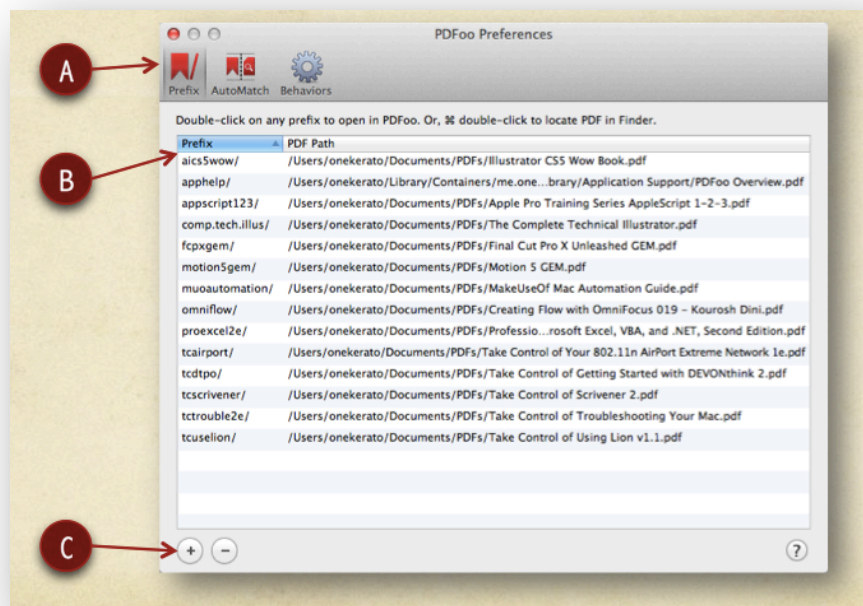 PDFoo Preferences
A
Prefix AutoMatch Behaviors
Double-click on any prefix to open in PDFoo. Or, ⌘ double-click to locate PDF in Finder.
Prefix PDF Path
B
aics5wow/ /Users/onekerato/Documents/PDFs/Illustrator CS5 Wow Book.pdf
apphelp/ /Users/onekerato/Library/Containers/me.one...brary/Application Support/PDFoo Overview.pdf
appscript123/ /Users/onekerato/Documents/PDFs/Apple Pro Training Series AppleScript 1-2-3.pdf
comp.tech.illus/ /Users/onekerato/Documents/PDFs/The Complete Technical Illustrator.pdf
fcpxgem/ /Users/onekerato/Documents/PDFs/Final Cut Pro X Unleashed GEM.pdf
motion5gem/ /Users/onekerato/Documents/PDFs/Motion 5 GEM.pdf
muoautomation/ /Users/onekerato/Documents/PDFs/MakeUseOf Mac Automation Guide.pdf
omniflow/ /Users/onekerato/Documents/PDFs/Creating Flow with OmniFocus 019 – Kourosh Dini.pdf
proexcel2e/ /Users/onekerato/Documents/PDFs/Professio...rosoft Excel, VBA, and .NET, Second Edition.pdf
tcairport/ /Users/onekerato/Documents/PDFs/Take Control of Your 802.11n AirPort Extreme Network 1e.pdf
tcdtpo/ /Users/onekerato/Documents/PDFs/Take Control of Getting Started with DEVONthink 2.pdf
tcscrivener/ /Users/onekerato/Documents/PDFs/Take Control of Scrivener 2.pdf
tctrouble2e/ /Users/onekerato/Documents/PDFs/Take Control of Troubleshooting Your Mac.pdf
tcuselion/ /Users/onekerato/Documents/PDFs/Take Control of Using Lion v1.1.pdf
C
+ − ?